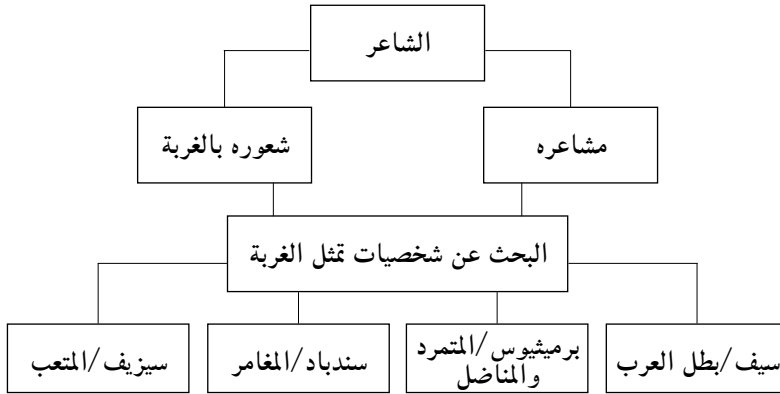 الشاعر
مشاعره
شعوره بالغربة
البحث عن شخصيات تمثل الغربة
سيف/بطل العرب
برميثيوس/المتمرد
والمناضل
سندباد/المغامر
سيزيف/المتعب